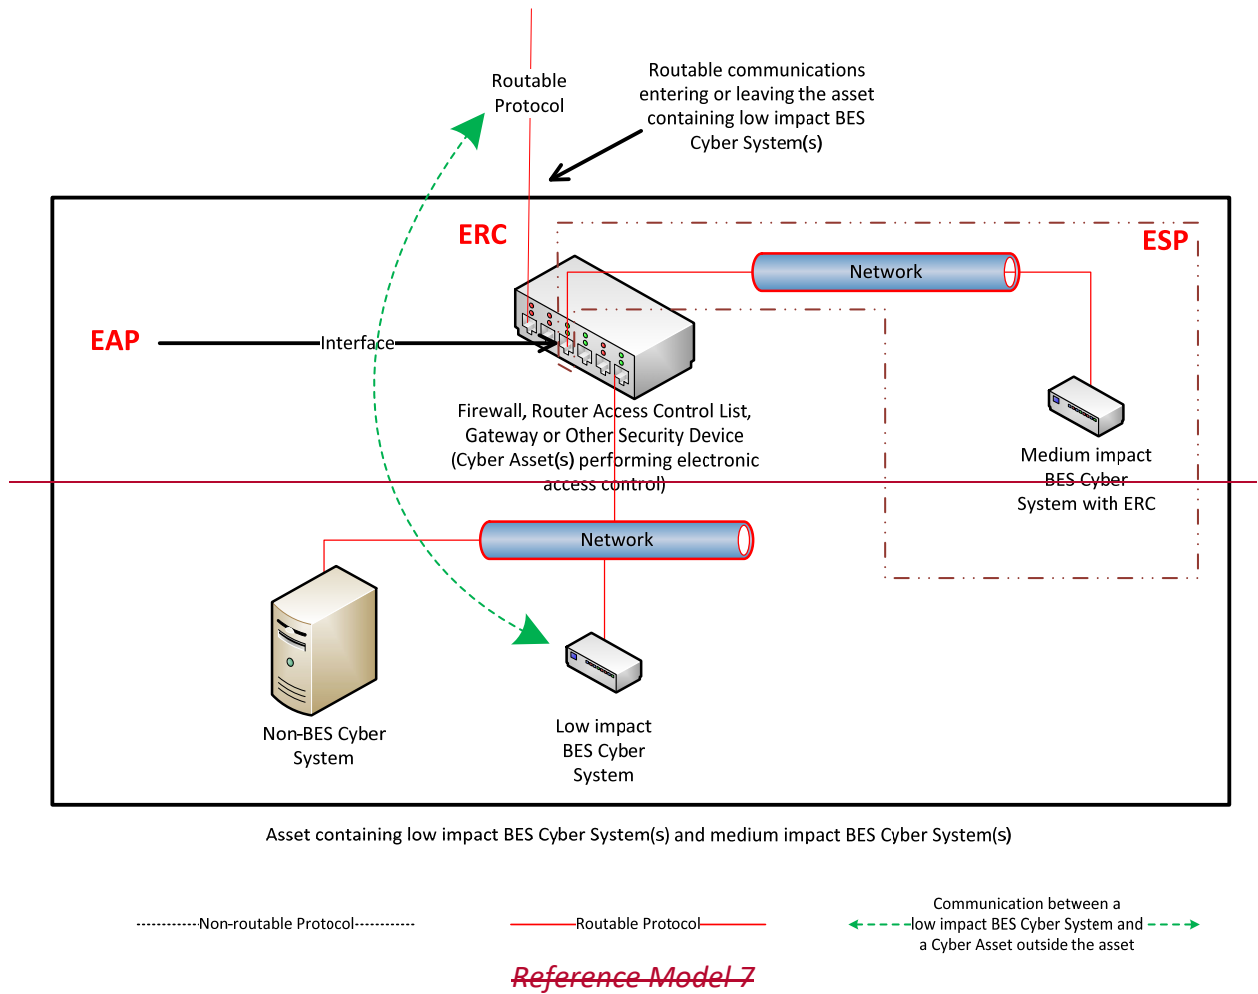 Routable
Protocol
Routable communications
entering or leaving the asset
containing low impact BES
Cyber System(s)
ERC
ESP
Network
EAP
Interface
Firewall, Router Access Control List,
Gateway or Other Security Device
(Cyber Asset(s) performing electronic
access control)
Medium impact
BES Cyber
System with ERC
Network
Non-BES Cyber
System
Low impact
BES Cyber
System
Asset containing low impact BES Cyber System(s) and medium impact BES Cyber System(s)
Non-routable Protocol
Routable Protocol
Communication between a
low impact BES Cyber System and
a Cyber Asset outside the asset
Reference Model 7